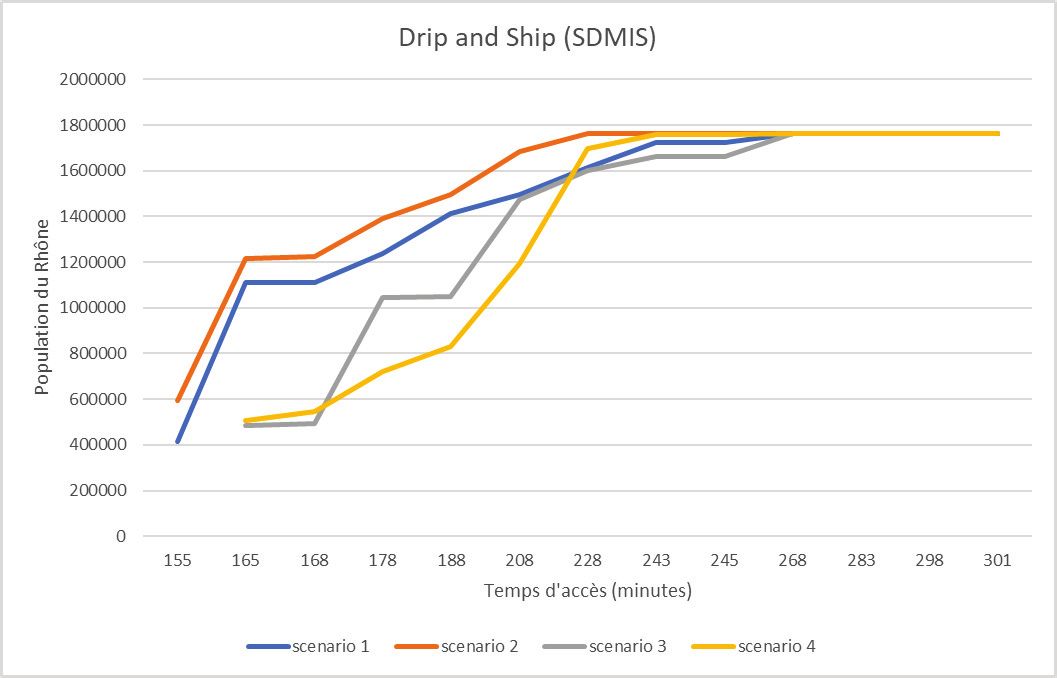 Drip and Ship (SDMIS)
2000000
1800000
1600000
1400000
1200000
1000000
800000
600000
400000
200000
0
Population du Rhône
155 165 168 178 188 208 228 243 245 268 283 298 301
Temps d'accès (minutes)
scenario 1 scenario 2 scenario 3 scenario 4